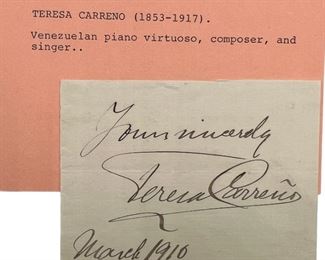 TERESA CARRENO (1853-1917).
Venezuelan piano virtuoso, composer, and
singer..
Yours sincerely
Teresa Carreño
March 1910